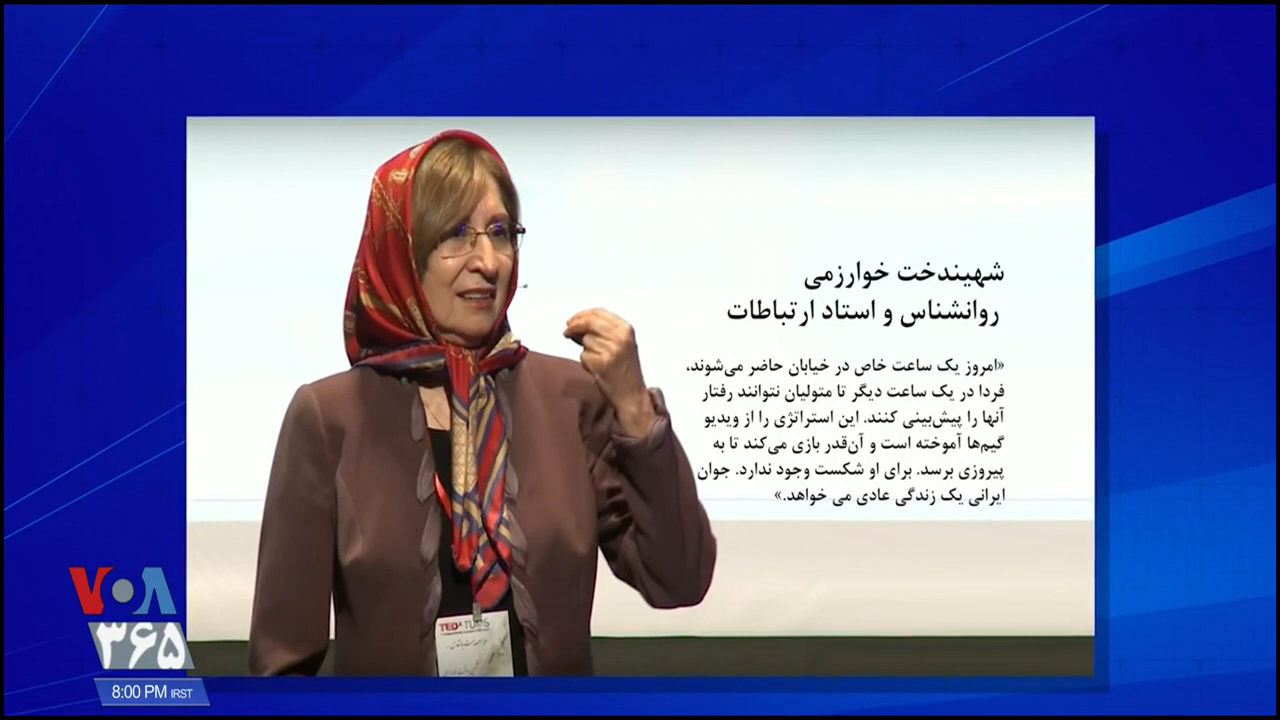 شهیندخت خوارزمی
روانشناس و استاد ارتباطات
«امروز یک ساعت خاص در خیابان حاضر می‌شوند،
فردا در یک ساعت دیگر تا متولیان نتوانند رفتار
آنها را پیش‌بینی کنند. این استراتژی را از ویدیو
گیم‌ها آموخته است و آن‌قدر بازی می‌کند تا به
پیروزی برسد. برای او شکست وجود ندارد. جوان
ایرانی یک زندگی عادی می خواهد.»
TEDx TUMS
VOA
۳۶۵
8:00 PM IRST